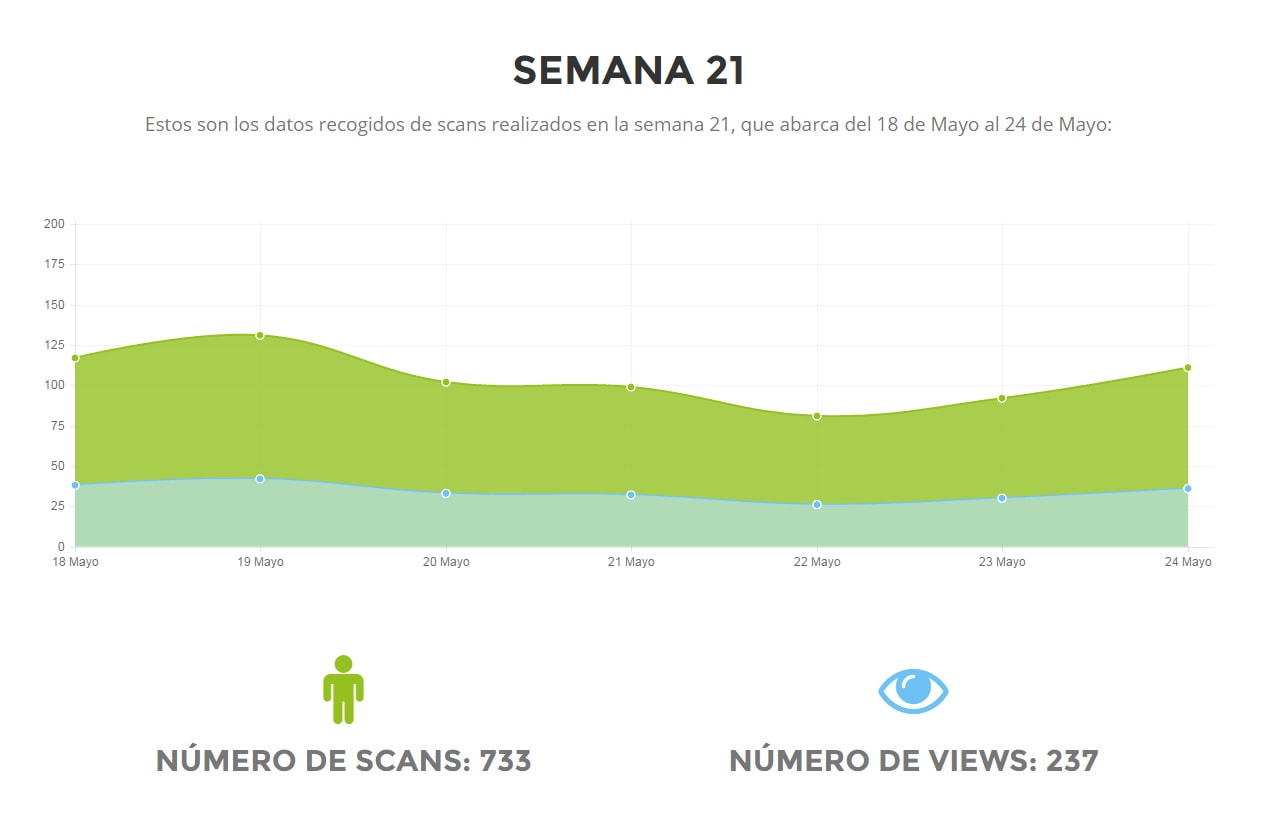 SEMANA 21
Estos son los datos recogidos de scans realizados en la semana 21, que abarca del 18 de Mayo al 24 de Mayo:
200
175
150
125
100
75
50
25
0
18 Mayo 19 Mayo 20 Mayo 21 Mayo 22 Mayo 23 Mayo 24 Mayo
NÚMERO DE SCANS: 733 NÚMERO DE VIEWS: 237